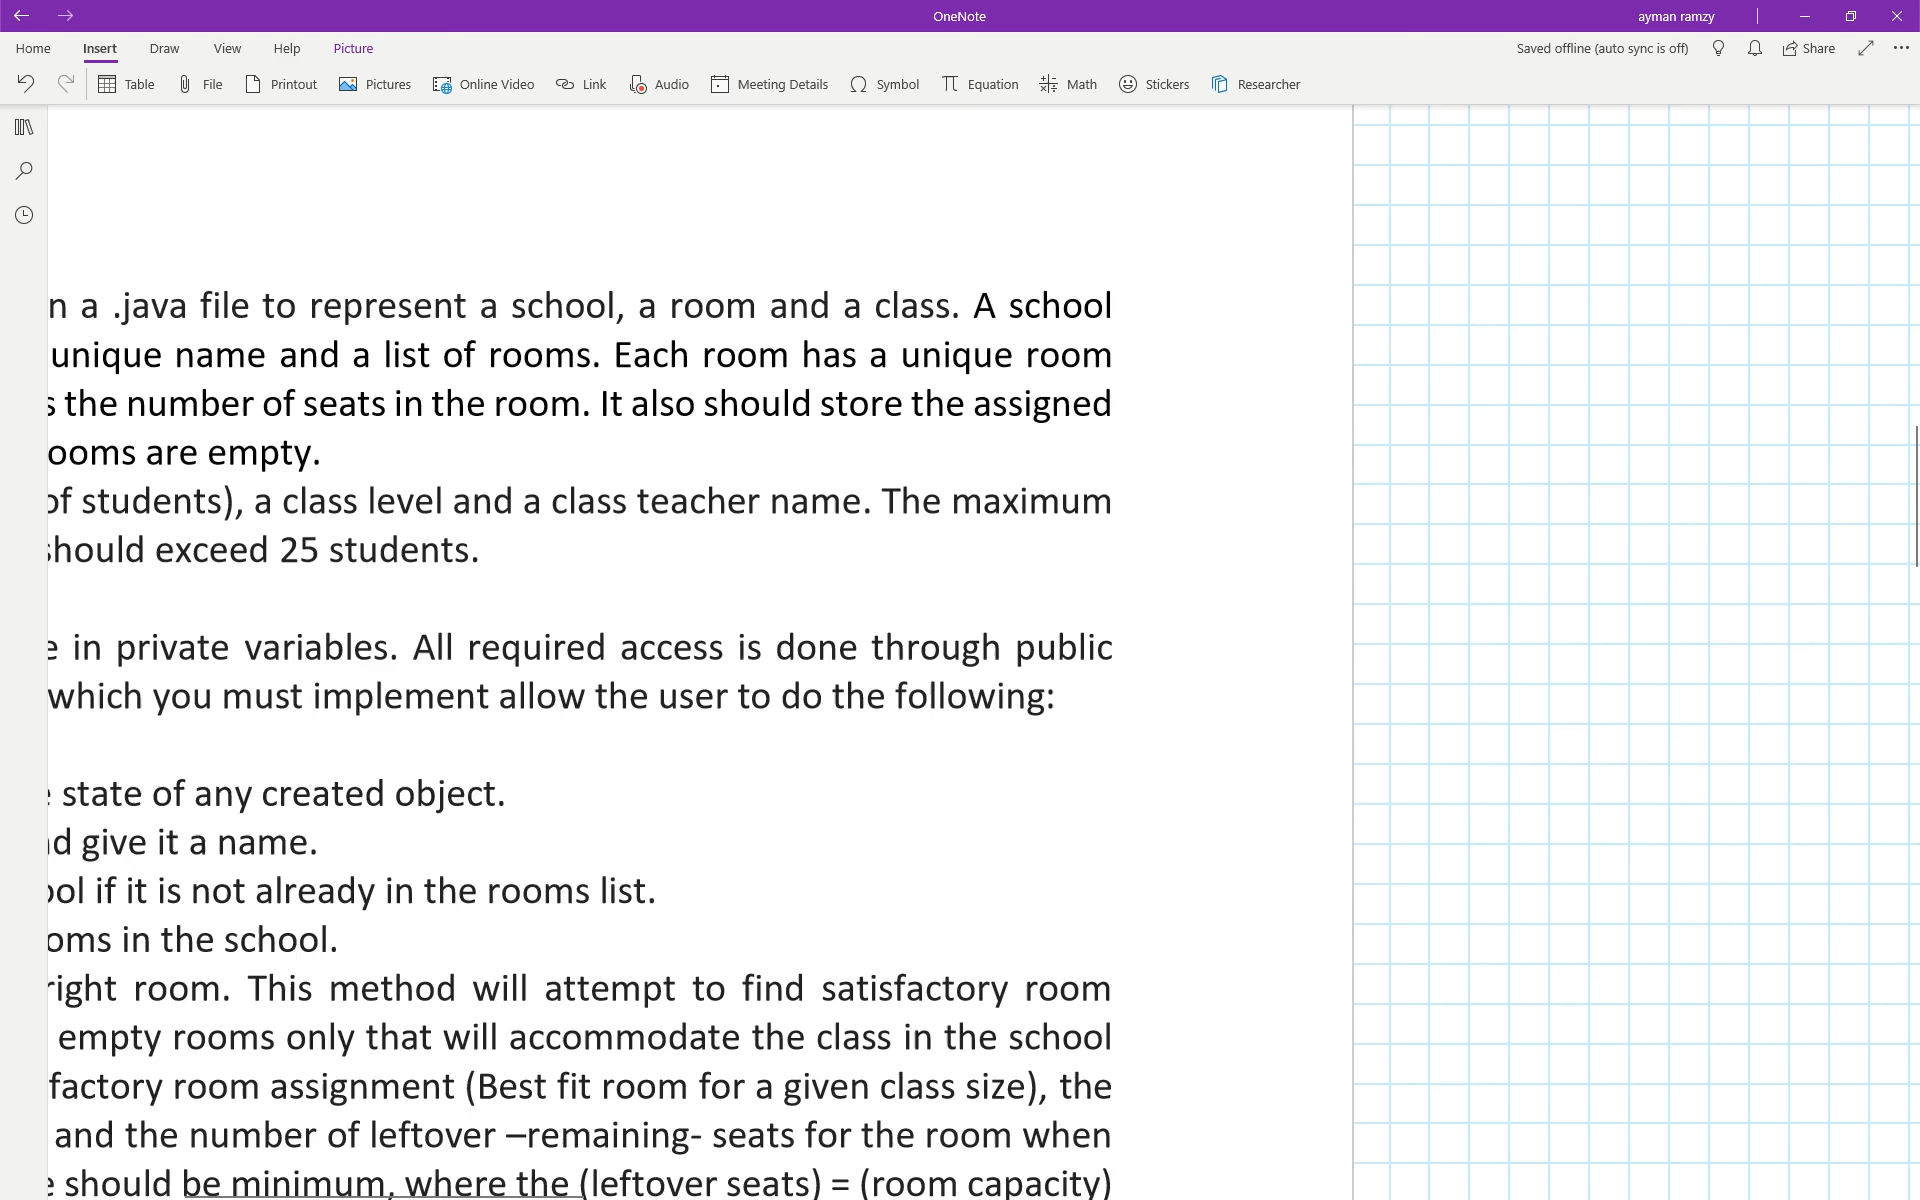 OneNote
ayman ramzy
Home Insert Draw View Help Picture
Saved offline (auto sync is off) Share
Table File Printout Pictures Online Video Link Audio Meeting Details Symbol Equation Math Stickers Researcher
n a .java file to represent a school, a room and a class. A school
unique name and a list of rooms. Each room has a unique room
s the number of seats in the room. It also should store the assigned
ooms are empty.
of students), a class level and a class teacher name. The maximum
should exceed 25 students.
e in private variables. All required access is done through public
which you must implement allow the user to do the following:
e state of any created object.
nd give it a name.
ool if it is not already in the rooms list.
oms in the school.
right room. This method will attempt to find satisfactory room
empty rooms only that will accommodate the class in the school
factory room assignment (Best fit room for a given class size), the
and the number of leftover –remaining- seats for the room when
e should be minimum, where the (leftover seats) = (room capacity)